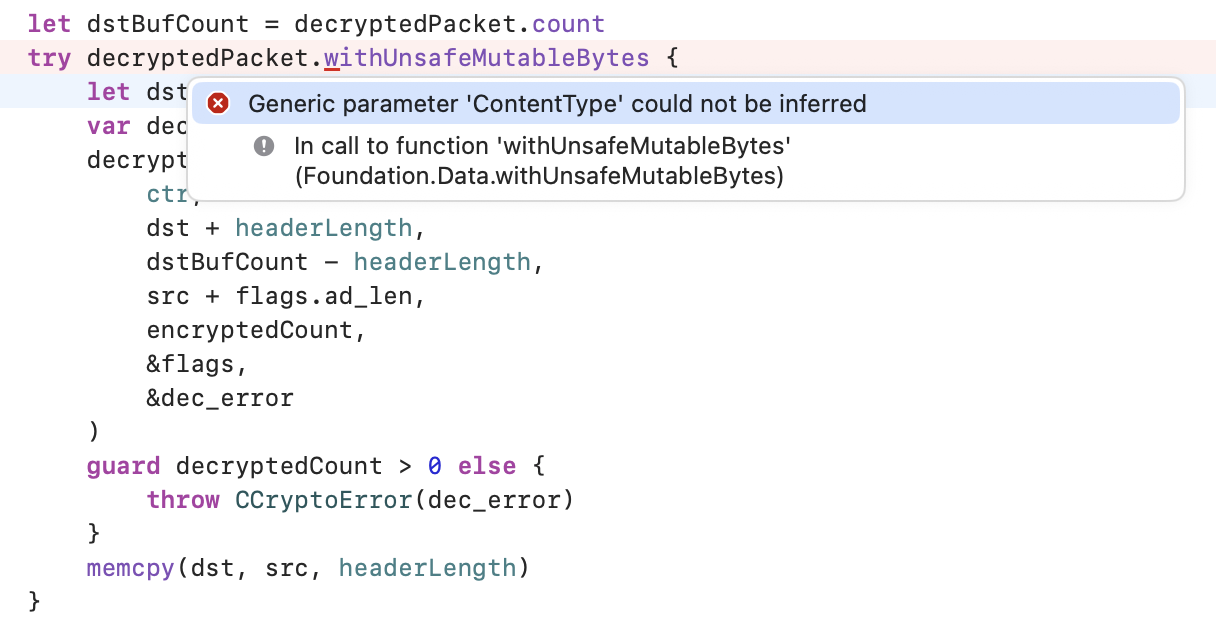 let dstBufCount = decryptedPacket.count
try decryptedPacket.withUnsafeMutableBytes {
let dst
Generic parameter 'ContentType' could not be inferred
var dec
In call to function 'withUnsafeMutableBytes'
decrypt
(Foundation.Data.withUnsafeMutableBytes)
ctr,
dst + headerLength,
dstBufCount - headerLength,
src + flags.ad_len,
encryptedCount,
&flags,
&dec_error
)
guard decryptedCount > 0 else {
throw CCryptoError(dec_error)
}
memcpy(dst, src, headerLength)
}